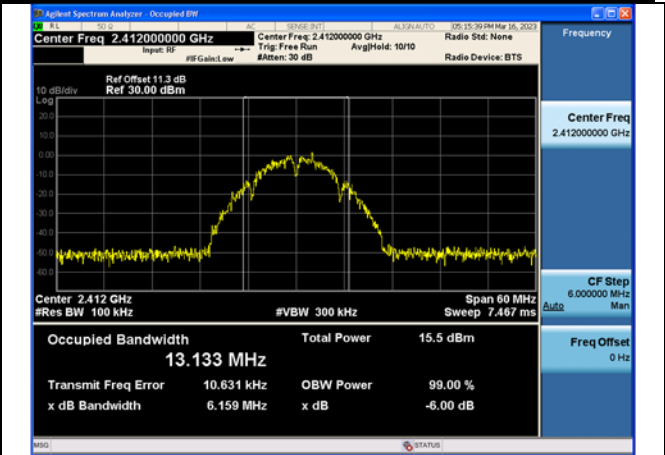 Agilent Spectrum Analyzer - Occupied BW
RL 50 Ω AC SENSE:INT ALIGN AUTO 05:15:39 PM Mar 16, 2023
Center Freq 2.412000000 GHz Center Freq: 2.412000000 GHz Radio Std: None Frequency
Input: RF Trig: Free Run Avg|Hold: 10/10
#IFGain:Low #Atten: 30 dB Radio Device: BTS
Ref Offset 11.3 dB
10 dB/div Ref 30.00 dBm
Log
20.0
10.0
0.00
-10.0
-20.0
-30.0
-40.0
-50.0
-60.0
Center Freq
2.412000000 GHz
Center 2.412 GHz Span 60 MHz
#Res BW 100 kHz #VBW 300 kHz Sweep 7.467 ms
CF Step
6.000000 MHz
Auto Man
Occupied Bandwidth Total Power 15.5 dBm
13.133 MHz
Freq Offset
0 Hz
Transmit Freq Error 10.631 kHz OBW Power 99.00 %
x dB Bandwidth 6.159 MHz x dB -6.00 dB
MSG STATUS